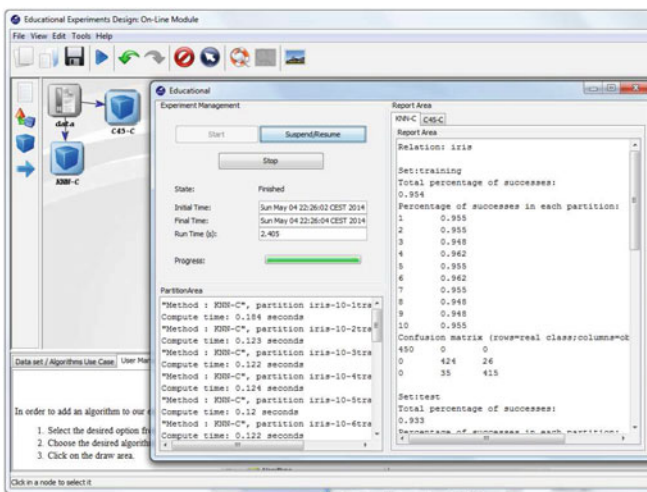 Educational Experiments Design: On-Line Module
File View Edit Tools Help
data
C45-C
KNN-C
Data set / Algorithms Use Case
User Man
In order to add an algorithm to our e
1. Select the desired option fr
2. Choose the desired algorith
3. Click on the draw area.
Click in a node to select it
Educational
Experiment Management
Start
Suspend/Resume
Stop
State: Finished
Initial Time: Sun May 04 22:26:02 CEST 2014
Final Time: Sun May 04 22:26:04 CEST 2014
Run Time (s): 2.405
Progress:
PartitionArea
"Method : KNN-C", partition iris-10-1tra
Compute time: 0.184 seconds
"Method : KNN-C", partition iris-10-2tra
Compute time: 0.123 seconds
"Method : KNN-C", partition iris-10-3tra
Compute time: 0.122 seconds
"Method : KNN-C", partition iris-10-4tra
Compute time: 0.124 seconds
"Method : KNN-C", partition iris-10-5tra
Compute time: 0.12 seconds
"Method : KNN-C", partition iris-10-6tra
Compute time: 0.122 seconds
Report Area
KNN-C C45-C
Report Area
Relation: iris
Set:training
Total percentage of successes:
0.954
Percentage of successes in each partition:
1 0.955
2 0.955
3 0.948
4 0.962
5 0.955
6 0.962
7 0.955
8 0.948
9 0.948
10 0.955
Confusion matrix (rows=real class;columns=ob
450 0 0
0 424 26
0 35 415
Set:test
Total percentage of successes:
0.933
Percentage of successes in each partition: